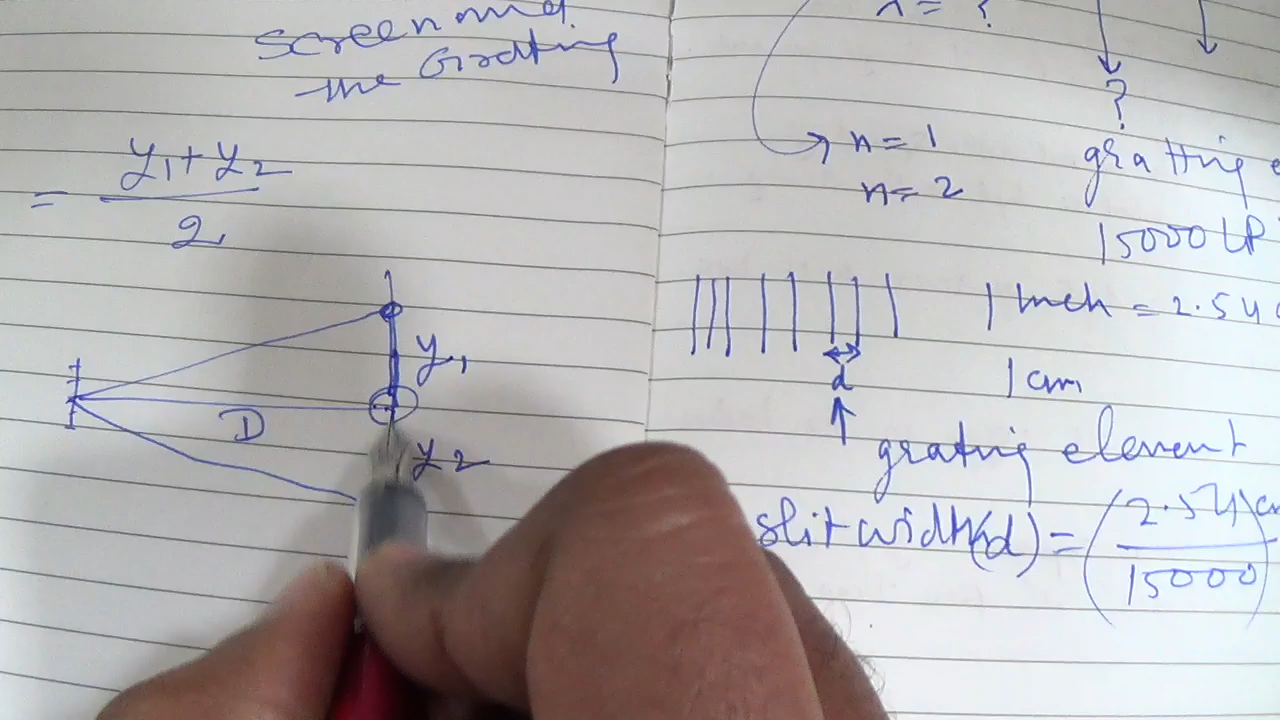 Screen and
the Grating
= y₁ + y₂
2
y₁
D
y₂
λ = ?
?
n = 1
n = 2
gratting
15000 LP
1 Inch = 2.54
1 cm
d
grating element
slit width (d) = (2.54) cm
15000